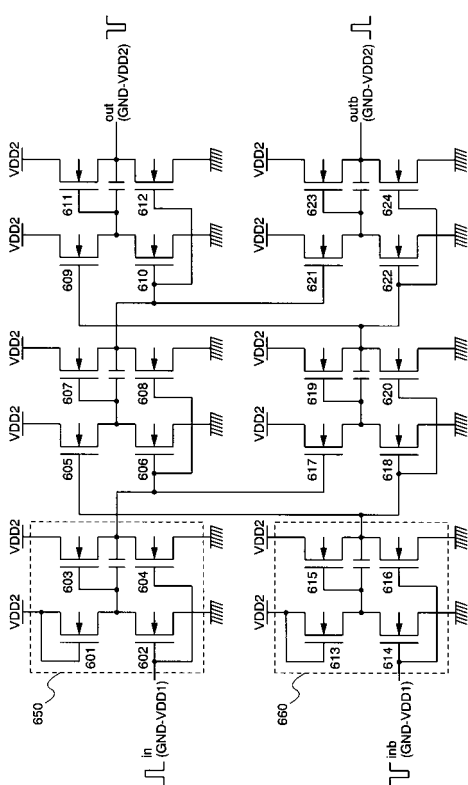 VDD2 VDD2 VDD2 VDD2 VDD2 VDD2
650
601 603 605 607 609 611
out
(GND-VDD2)
in
(GND-VDD1)
602 604 606 608 610 612
VDD2 VDD2 VDD2 VDD2 VDD2 VDD2
660
613 615 617 619 621 623
outb
(GND-VDD2)
inb
(GND-VDD1)
614 616 618 620 622 624